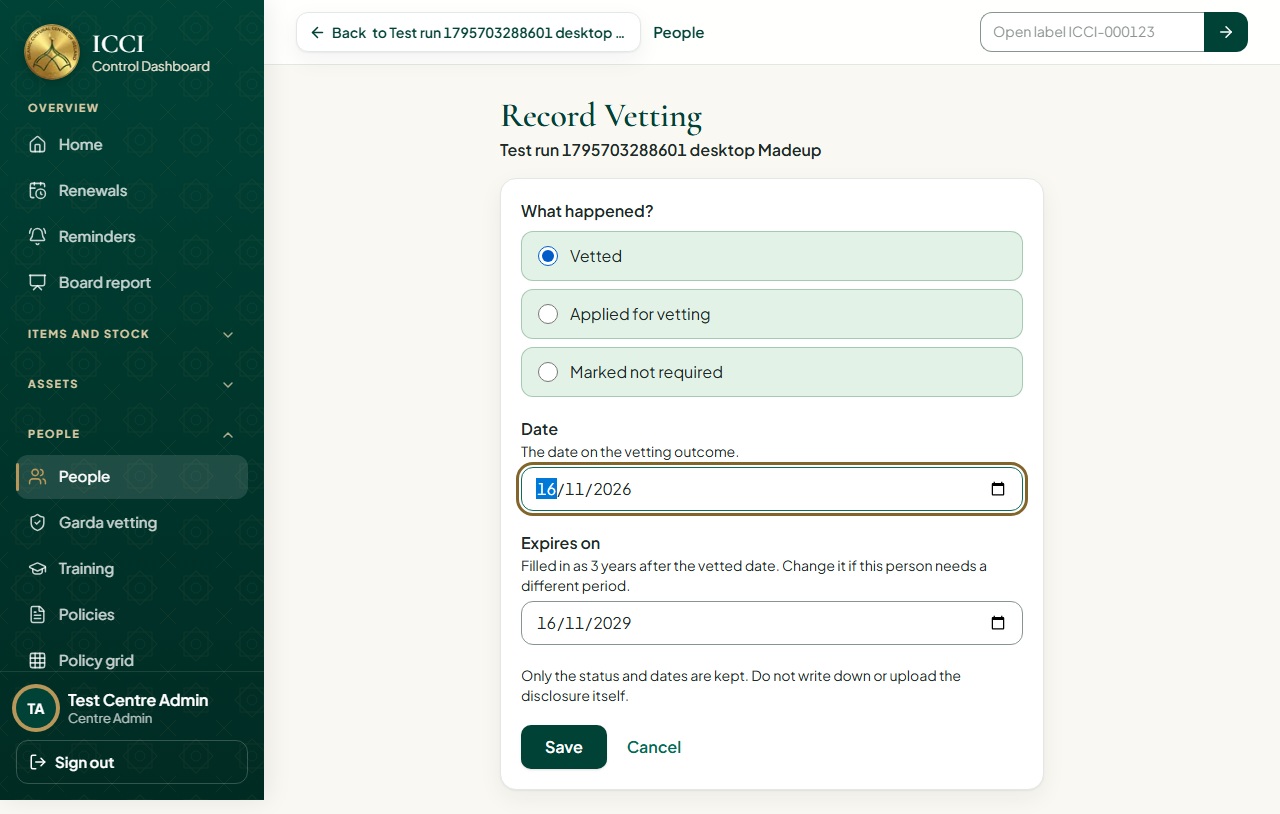 ICCI
Control Dashboard
OVERVIEW
Home
Renewals
Reminders
Board report
ITEMS AND STOCK
ASSETS
PEOPLE
People
Garda vetting
Training
Policies
Policy grid
TA
Test Centre Admin
Centre Admin
Sign out
Back to Test run 1795703288601 desktop ...
People
Open label ICCI-000123
Record Vetting
Test run 1795703288601 desktop Madeup
What happened?
Vetted
Applied for vetting
Marked not required
Date
The date on the vetting outcome.
16/11/2026
Expires on
Filled in as 3 years after the vetted date. Change it if this person needs a
different period.
16/11/2029
Only the status and dates are kept. Do not write down or upload the
disclosure itself.
Save
Cancel